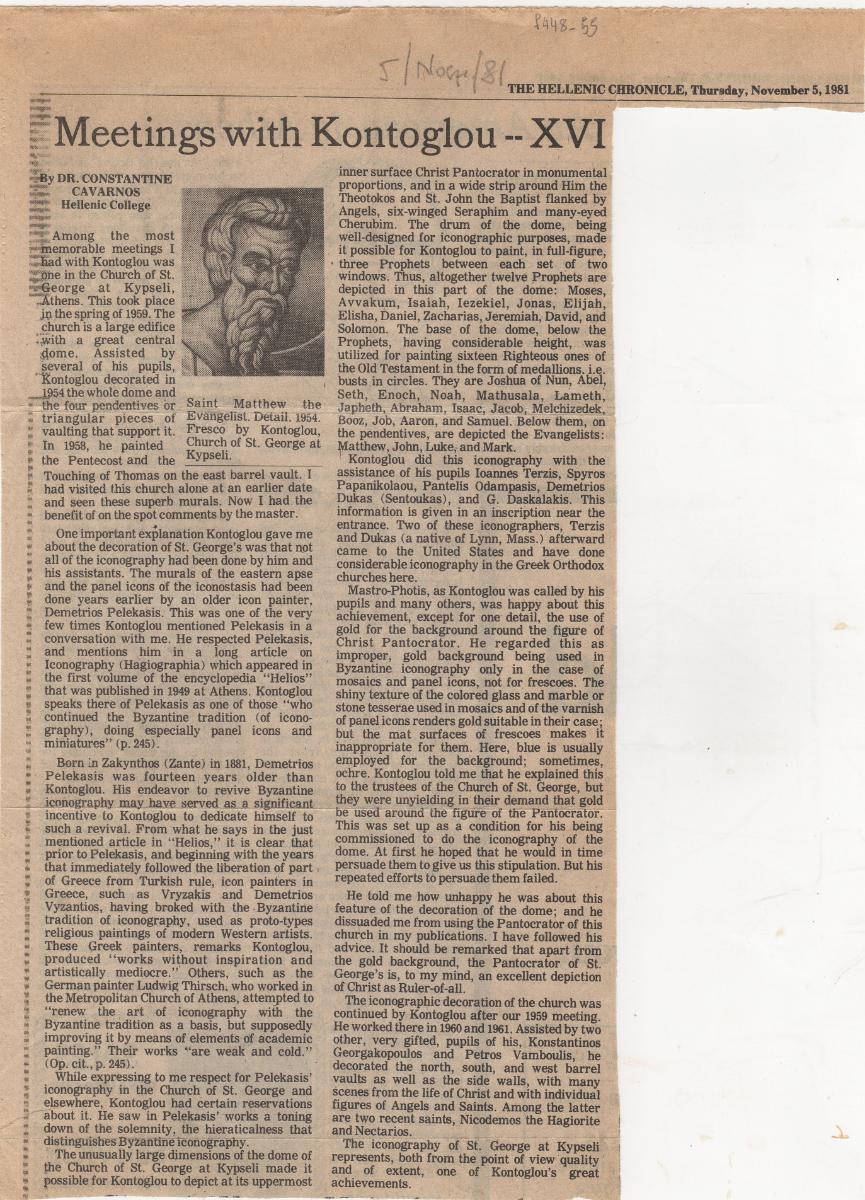 f448-55
5/Νοεμ/81
THE HELLENIC CHRONICLE, Thursday, November 5, 1981
Meetings with Kontoglou -- XVI
By DR. CONSTANTINE
CAVARNOS
Hellenic College
Among the most
memorable meetings I
had with Kontoglou was
one in the Church of St.
George at Kypseli,
Athens. This took place
in the spring of 1959. The
church is a large edifice
with a great central
dome. Assisted by
several of his pupils,
Kontoglou decorated in
1954 the whole dome and
the four pendentives or
triangular pieces of
vaulting that support it.
In 1958, he painted
the Pentecost and the
Saint Matthew the
Evangelist. Detail. 1954.
Fresco by Kontoglou,
Church of St. George at
Kypseli.
Touching of Thomas on the east barrel vault. I
had visited this church alone at an earlier date
and seen these superb murals. Now I had the
benefit of on the spot comments by the master.
One important explanation Kontoglou gave me
about the decoration of St. George's was that not
all of the iconography had been done by him and
his assistants. The murals of the eastern apse
and the panel icons of the iconostasis had been
done years earlier by an older icon painter,
Demetrios Pelekasis. This was one of the very
few times Kontoglou mentioned Pelekasis in a
conversation with me. He respected Pelekasis,
and mentions him in a long article on
Iconography (Hagiographia) which appeared in
the first volume of the encyclopedia "Helios"
that was published in 1949 at Athens. Kontoglou
speaks there of Pelekasis as one of those "who
continued the Byzantine tradition (of icono-
graphy), doing especially panel icons and
miniatures" (p. 245).
Born in Zakynthos (Zante) in 1881, Demetrios
Pelekasis was fourteen years older than
Kontoglou. His endeavor to revive Byzantine
iconography may have served as a significant
incentive to Kontoglou to dedicate himself to
such a revival. From what he says in the just
mentioned article in "Helios," it is clear that
prior to Pelekasis, and beginning with the years
that immediately followed the liberation of part
of Greece from Turkish rule, icon painters in
Greece, such as Vryzakis and Demetrios
Vyzantios, having broked with the Byzantine
tradition of iconography, used as proto-types
religious paintings of modern Western artists.
These Greek painters, remarks Kontoglou,
produced "works without inspiration and
artistically mediocre." Others, such as the
German painter Ludwig Thirsch, who worked in
the Metropolitan Church of Athens, attempted to
"renew the art of iconography with the
Byzantine tradition as a basis, but supposedly
improving it by means of elements of academic
painting." Their works "are weak and cold."
(Op. cit., p. 245).
While expressing to me respect for Pelekasis'
iconography in the Church of St. George and
elsewhere, Kontoglou had certain reservations
about it. He saw in Pelekasis' works a toning
down of the solemnity, the hieraticalness that
distinguishes Byzantine iconography.
The unusually large dimensions of the dome of
the Church of St. George at Kypseli made it
possible for Kontoglou to depict at its uppermost
inner surface Christ Pantocrator in monumental
proportions, and in a wide strip around Him the
Theotokos and St. John the Baptist flanked by
Angels, six-winged Seraphim and many-eyed
Cherubim. The drum of the dome, being
well-designed for iconographic purposes, made
it possible for Kontoglou to paint, in full-figure,
three Prophets between each set of two
windows. Thus, altogether twelve Prophets are
depicted in this part of the dome: Moses,
Avvakum, Isaiah, Iezekiel, Jonas, Elijah,
Elisha, Daniel, Zacharias, Jeremiah, David, and
Solomon. The base of the dome, below the
Prophets, having considerable height, was
utilized for painting sixteen Righteous ones of
the Old Testament in the form of medallions, i.e.
busts in circles. They are Joshua of Nun, Abel,
Seth, Enoch, Noah, Mathusala, Lameth,
Japheth, Abraham, Isaac, Jacob, Melchizedek,
Booz, Job, Aaron, and Samuel. Below them, on
the pendentives, are depicted the Evangelists:
Matthew, John, Luke, and Mark.
Kontoglou did this iconography with the
assistance of his pupils Ioannes Terzis, Spyros
Papanikolaou, Pantelis Odampasis, Demetrios
Dukas (Sentoukas), and G. Daskalakis. This
information is given in an inscription near the
entrance. Two of these iconographers, Terzis
and Dukas (a native of Lynn, Mass.) afterward
came to the United States and have done
considerable iconography in the Greek Orthodox
churches here.
Mastro-Photis, as Kontoglou was called by his
pupils and many others, was happy about this
achievement, except for one detail, the use of
gold for the background around the figure of
Christ Pantocrator. He regarded this as
improper, gold background being used in
Byzantine iconography only in the case of
mosaics and panel icons, not for frescoes. The
shiny texture of the colored glass and marble or
stone tesserae used in mosaics and of the varnish
of panel icons renders gold suitable in their case;
but the mat surfaces of frescoes makes it
inappropriate for them. Here, blue is usually
employed for the background; sometimes,
ochre. Kontoglou told me that he explained this
to the trustees of the Church of St. George, but
they were unyielding in their demand that gold
be used around the figure of the Pantocrator.
This was set up as a condition for his being
commissioned to do the iconography of the
dome. At first he hoped that he would in time
persuade them to give us this stipulation. But his
repeated efforts to persuade them failed.
He told me how unhappy he was about this
feature of the decoration of the dome; and he
dissuaded me from using the Pantocrator of this
church in my publications. I have followed his
advice. It should be remarked that apart from
the gold background, the Pantocrator of St.
George's is, to my mind, an excellent depiction
of Christ as Ruler-of-all.
The iconographic decoration of the church was
continued by Kontoglou after our 1959 meeting.
He worked there in 1960 and 1961. Assisted by two
other, very gifted, pupils of his, Konstantinos
Georgakopoulos and Petros Vamboulis, he
decorated the north, south, and west barrel
vaults as well as the side walls, with many
scenes from the life of Christ and with individual
figures of Angels and Saints. Among the latter
are two recent saints, Nicodemos the Hagiorite
and Nectarios.
The iconography of St. George at Kypseli
represents, both from the point of view quality
and of extent, one of Kontoglou's great
achievements.